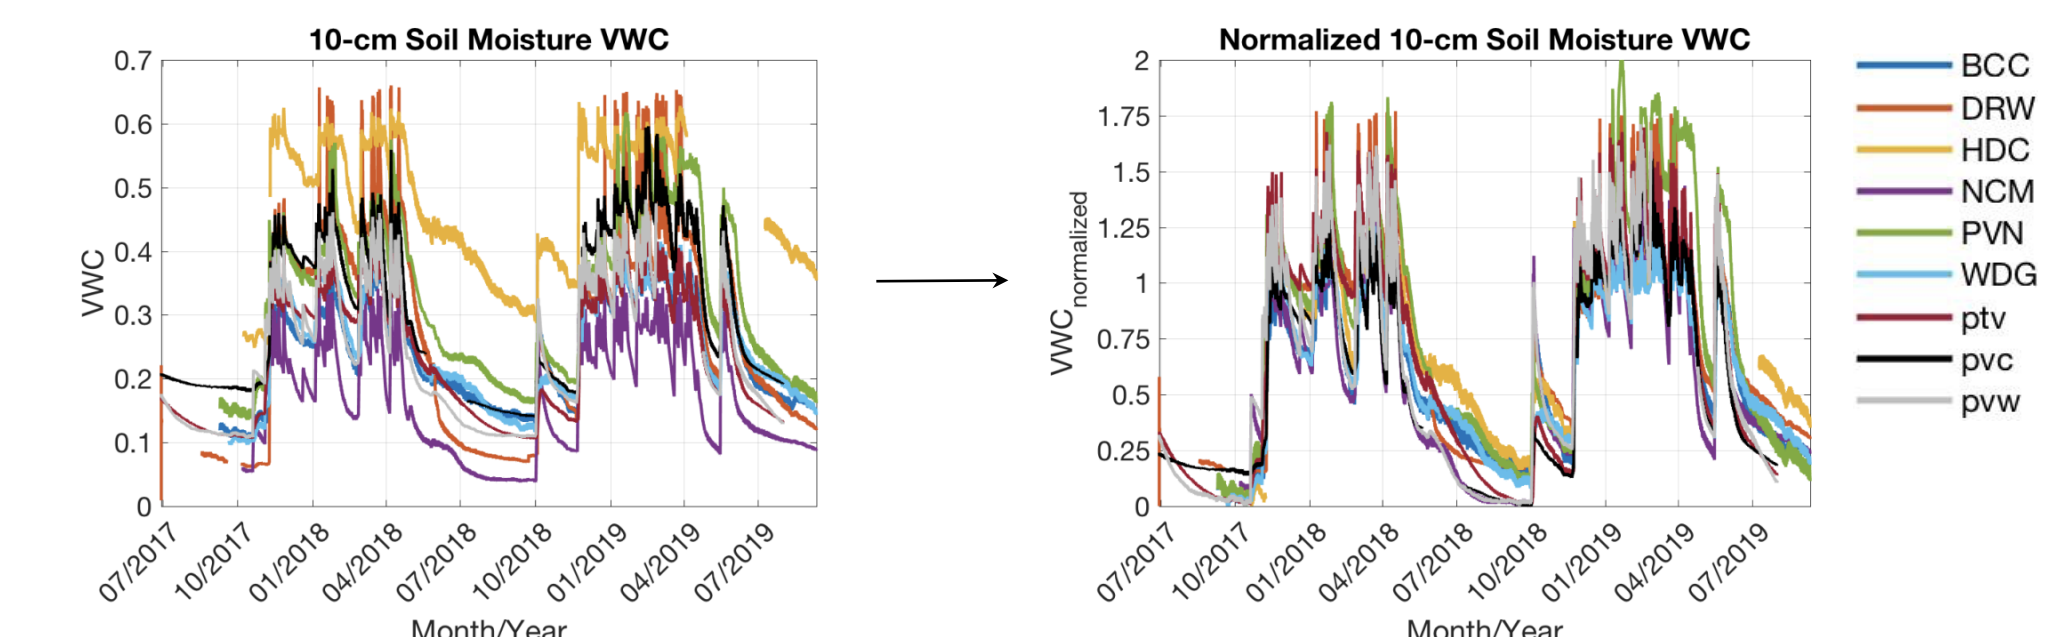 10-cm Soil Moisture VWC
0.7
0.6
0.5
0.4
0.3
0.2
0.1
0
VWC
07/2017
10/2017
01/2018
04/2018
07/2018
10/2018
01/2019
04/2019
07/2019
Month/Year
Normalized 10-cm Soil Moisture VWC
2
1.75
1.5
1.25
1
0.75
0.5
0.25
0
VWCnormalized
07/2017
10/2017
01/2018
04/2018
07/2018
10/2018
01/2019
04/2019
07/2019
Month/Year
BCC
DRW
HDC
NCM
PVN
WDG
ptv
pvc
pvw